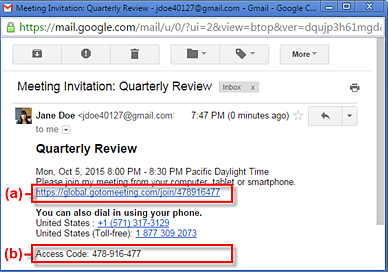 Meeting Invitation: Quarterly Review - jdoe40127@gmail.com - Gmail - Google C...
https://mail.google.com/mail/u/0/?ui=2&view=btop&ver=dqujp3h61mgd
More
Meeting Invitation: Quarterly Review Inbox x
Jane Doe <jdoe40127@gmail.com> 7:47 PM (0 minutes ago)
to me
Quarterly Review
Mon, Oct 5, 2015 8:00 PM - 8:30 PM Pacific Daylight Time
Please join my meeting from your computer, tablet or smartphone.
(a) https://global.gotomeeting.com/join/478916477
You can also dial in using your phone.
United States : +1 (571) 317-3129
United States (Toll-free): 1 877 309 2073
(b) Access Code: 478-916-477